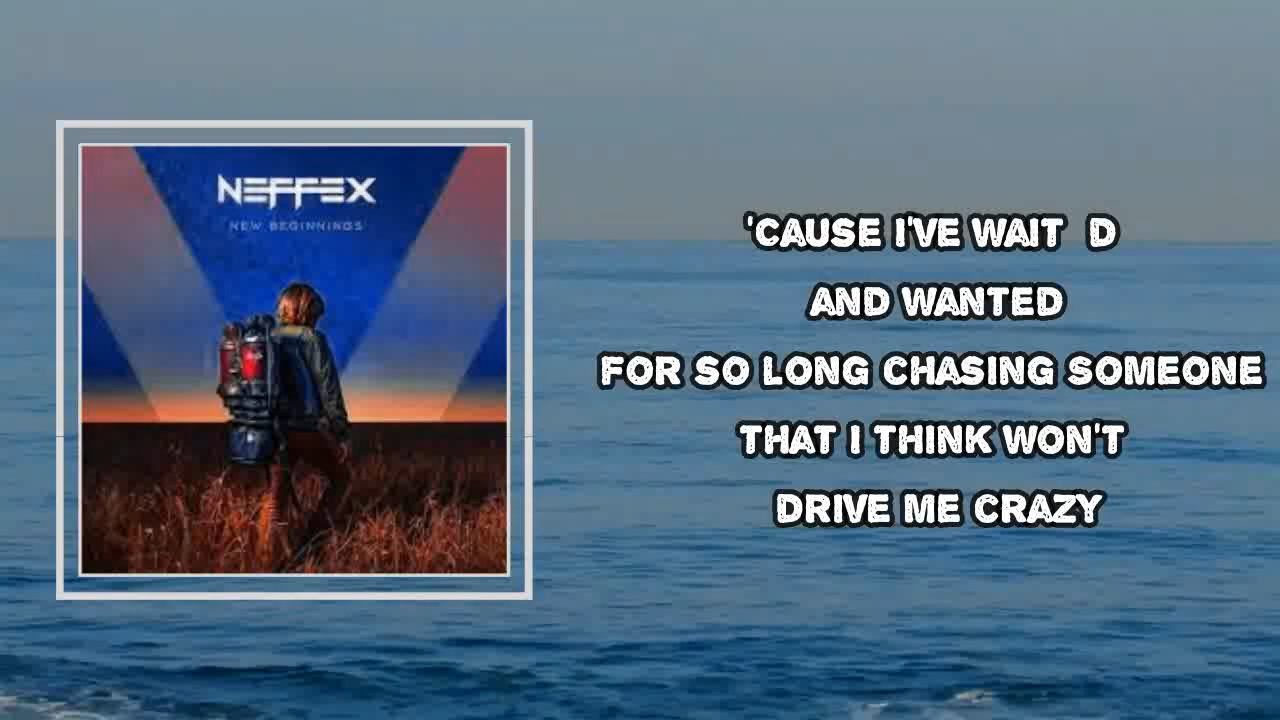 NEFFEX
NEW BEGINNINGS
'CAUSE I'VE WAIT  D
AND WANTED
FOR SO LONG CHASING SOMEONE
THAT I THINK WON'T
DRIVE ME CRAZY